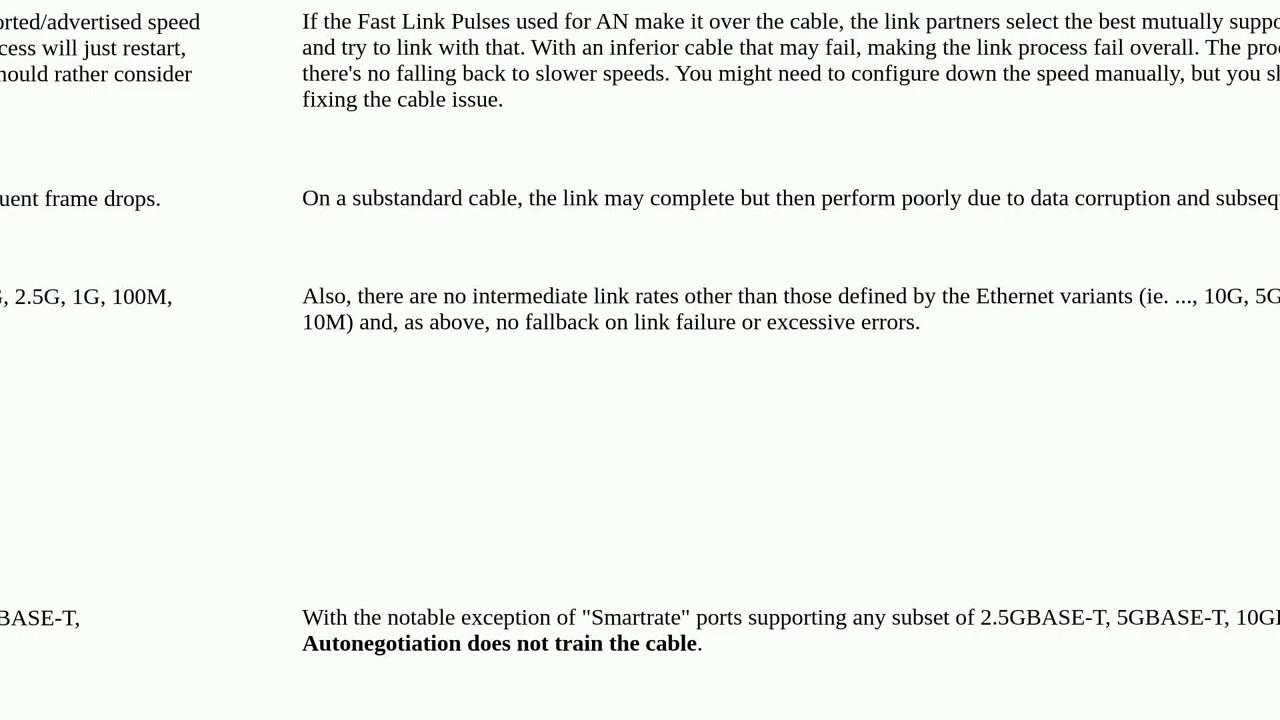 orted/advertised speed
cess will just restart,
hould rather consider
uent frame drops.
G, 2.5G, 1G, 100M,
BASE-T,
If the Fast Link Pulses used for AN make it over the cable, the link partners select the best mutually suppo
and try to link with that. With an inferior cable that may fail, making the link process fail overall. The proc
there's no falling back to slower speeds. You might need to configure down the speed manually, but you sh
fixing the cable issue.
On a substandard cable, the link may complete but then perform poorly due to data corruption and subsequ
Also, there are no intermediate link rates other than those defined by the Ethernet variants (ie. ..., 10G, 5G
10M) and, as above, no fallback on link failure or excessive errors.
With the notable exception of "Smartrate" ports supporting any subset of 2.5GBASE-T, 5GBASE-T, 10GB
Autonegotiation does not train the cable.